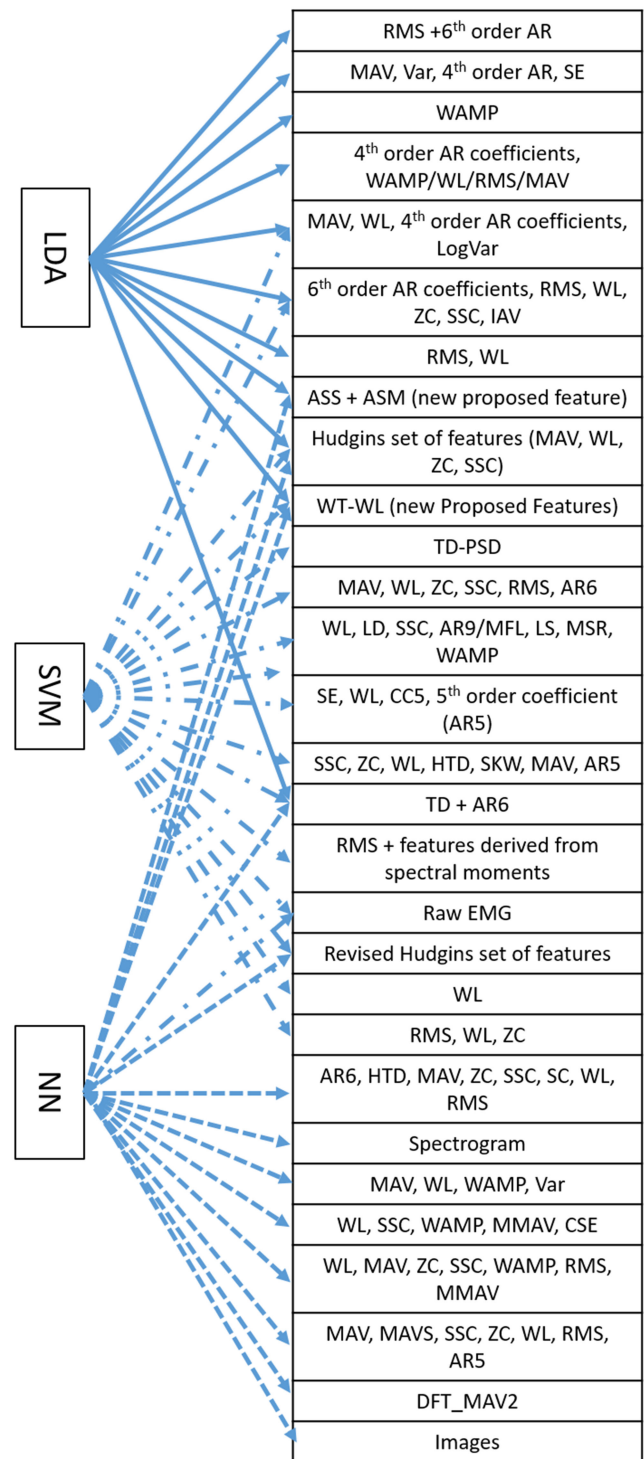 LDA
SVM
NN
RMS +6th order AR
MAV, Var, 4th order AR, SE
WAMP
4th order AR coefficients,
WAMP/WL/RMS/MAV
MAV, WL, 4th order AR coefficients,
LogVar
6th order AR coefficients, RMS, WL,
ZC, SSC, IAV
RMS, WL
ASS + ASM (new proposed feature)
Hudgins set of features (MAV, WL,
ZC, SSC)
WT-WL (new Proposed Features)
TD-PSD
MAV, WL, ZC, SSC, RMS, AR6
WL, LD, SSC, AR9/MFL, LS, MSR,
WAMP
SE, WL, CC5, 5th order coefficient
(AR5)
SSC, ZC, WL, HTD, SKW, MAV, AR5
TD + AR6
RMS + features derived from
spectral moments
Raw EMG
Revised Hudgins set of features
WL
RMS, WL, ZC
AR6, HTD, MAV, ZC, SSC, SC, WL,
RMS
Spectrogram
MAV, WL, WAMP, Var
WL, SSC, WAMP, MMAV, CSE
WL, MAV, ZC, SSC, WAMP, RMS,
MMAV
MAV, MAVS, SSC, ZC, WL, RMS,
AR5
DFT_MAV2
Images